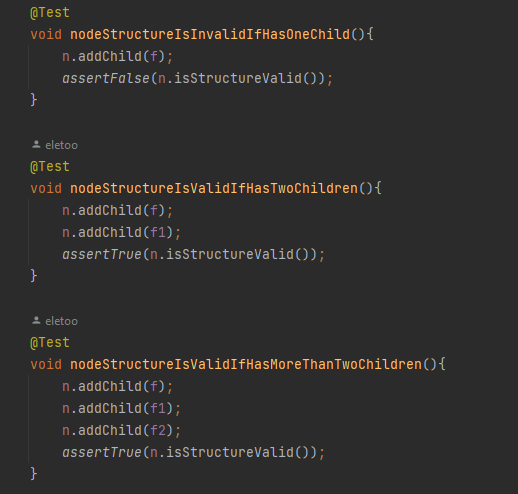 @Test
void nodeStructureIsInvalidIfHasOneChild(){
    n.addChild(f);
    assertFalse(n.isStructureValid());
}
eletoo
@Test
void nodeStructureIsValidIfHasTwoChildren(){
    n.addChild(f);
    n.addChild(f1);
    assertTrue(n.isStructureValid());
}
eletoo
@Test
void nodeStructureIsValidIfHasMoreThanTwoChildren(){
    n.addChild(f);
    n.addChild(f1);
    n.addChild(f2);
    assertTrue(n.isStructureValid());
}